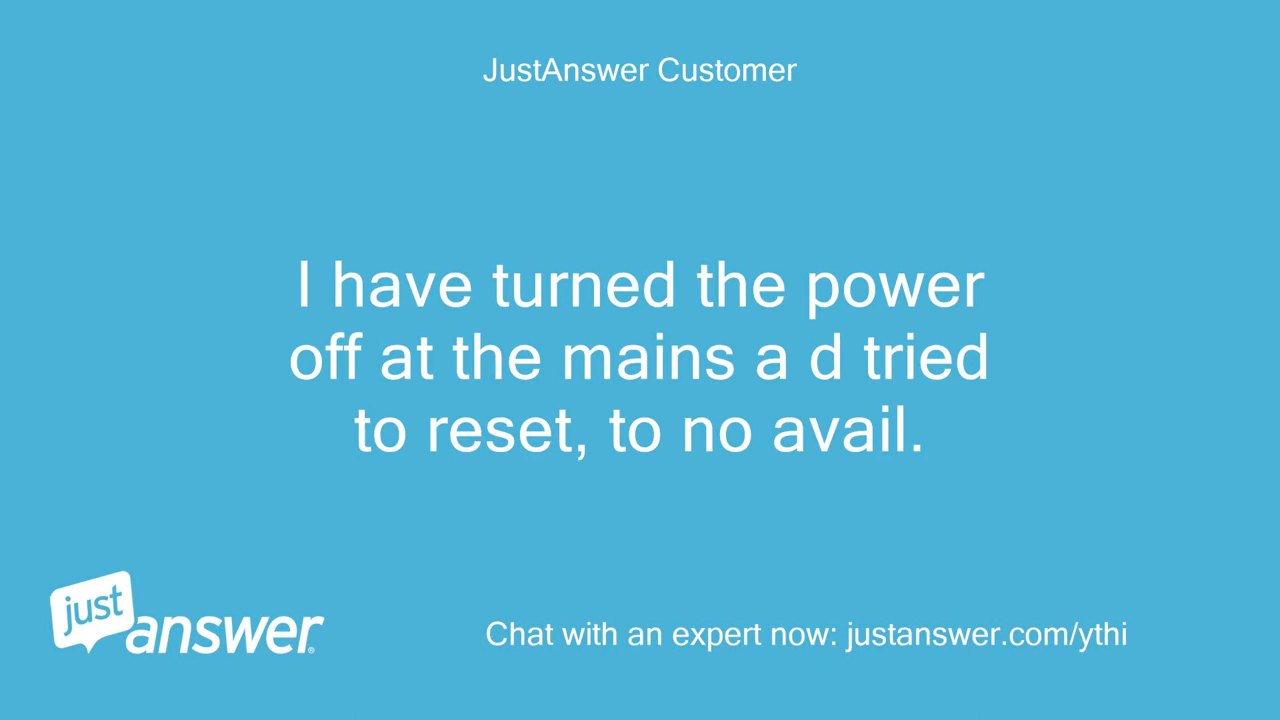 JustAnswer Customer
I have turned the power
off at the mains a d tried
to reset, to no avail.
just
answer®
Chat with an expert now: justanswer.com/ythi